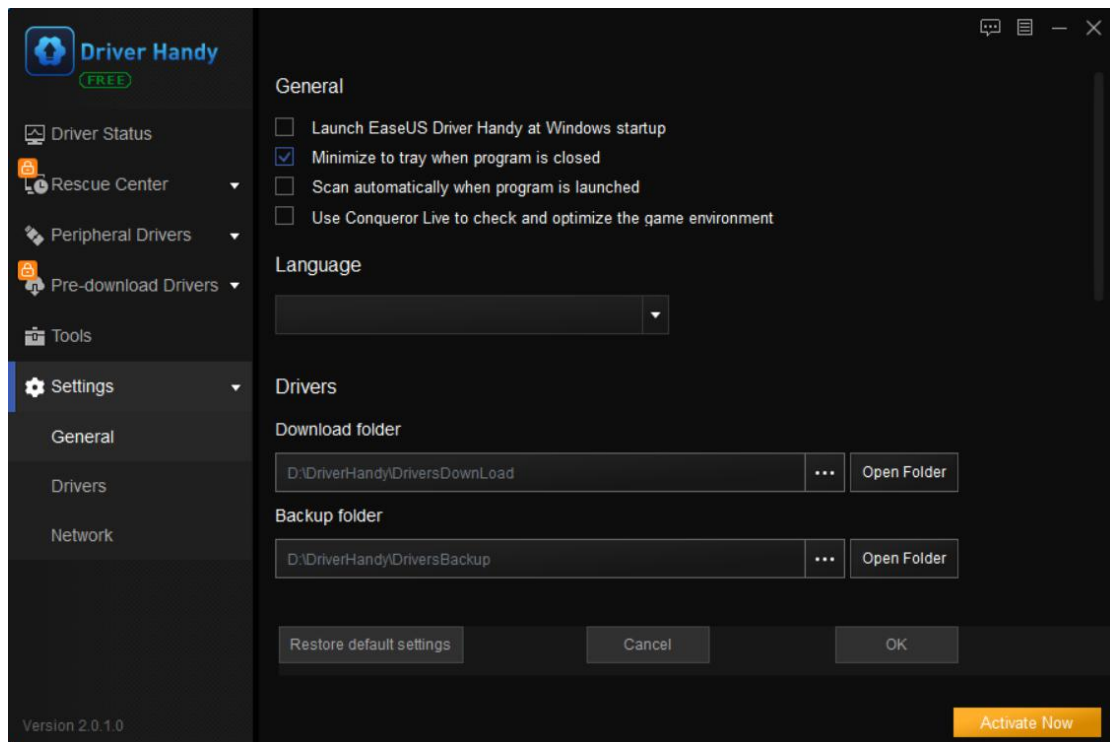 Driver Handy
FREE
Driver Status
Rescue Center
Peripheral Drivers
Pre-download Drivers
Tools
Settings
General
Drivers
Network
Version 2.0.1.0
General
Launch EaseUS Driver Handy at Windows startup
Minimize to tray when program is closed
Scan automatically when program is launched
Use Conqueror Live to check and optimize the game environment
Language
Drivers
Download folder
D:\DriverHandy\DriversDownLoad
Open Folder
Backup folder
D:\DriverHandy\DriversBackup
Open Folder
Restore default settings
Cancel
OK
Activate Now